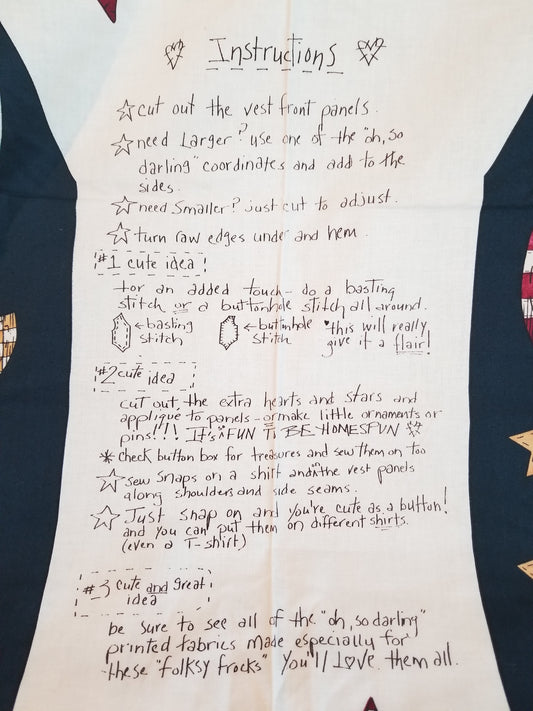 Instructions
cut out the vest front panels.
need Larger? use one of the "oh, so
darling" coordinates and add to the
sides.
need smaller? just cut to adjust.
turn raw edges under and hem.
#1 cute idea!
for an added touch - do a basting
stitch or a buttonhole stitch all around.
←basting
stitch
←buttonhole
stitch
this will really
give it a flair!
#2 cute idea
cut out the extra hearts and stars and
appliqué to panels - or make little ornaments or
pins!!! It's FUN TO BE HOMESPUN
check button box for treasures and sew them on too
sew snaps on a shirt and in the vest panels
along shoulders and side seams.
Just snap on and you're cute as a button!
and you can put them on different shirts.
(even a T-shirt)
#3 cute and great
idea
be sure to see all of the "oh, so darling"
printed fabrics made especially for
these "folksy frocks" you'll l♡ve them all.